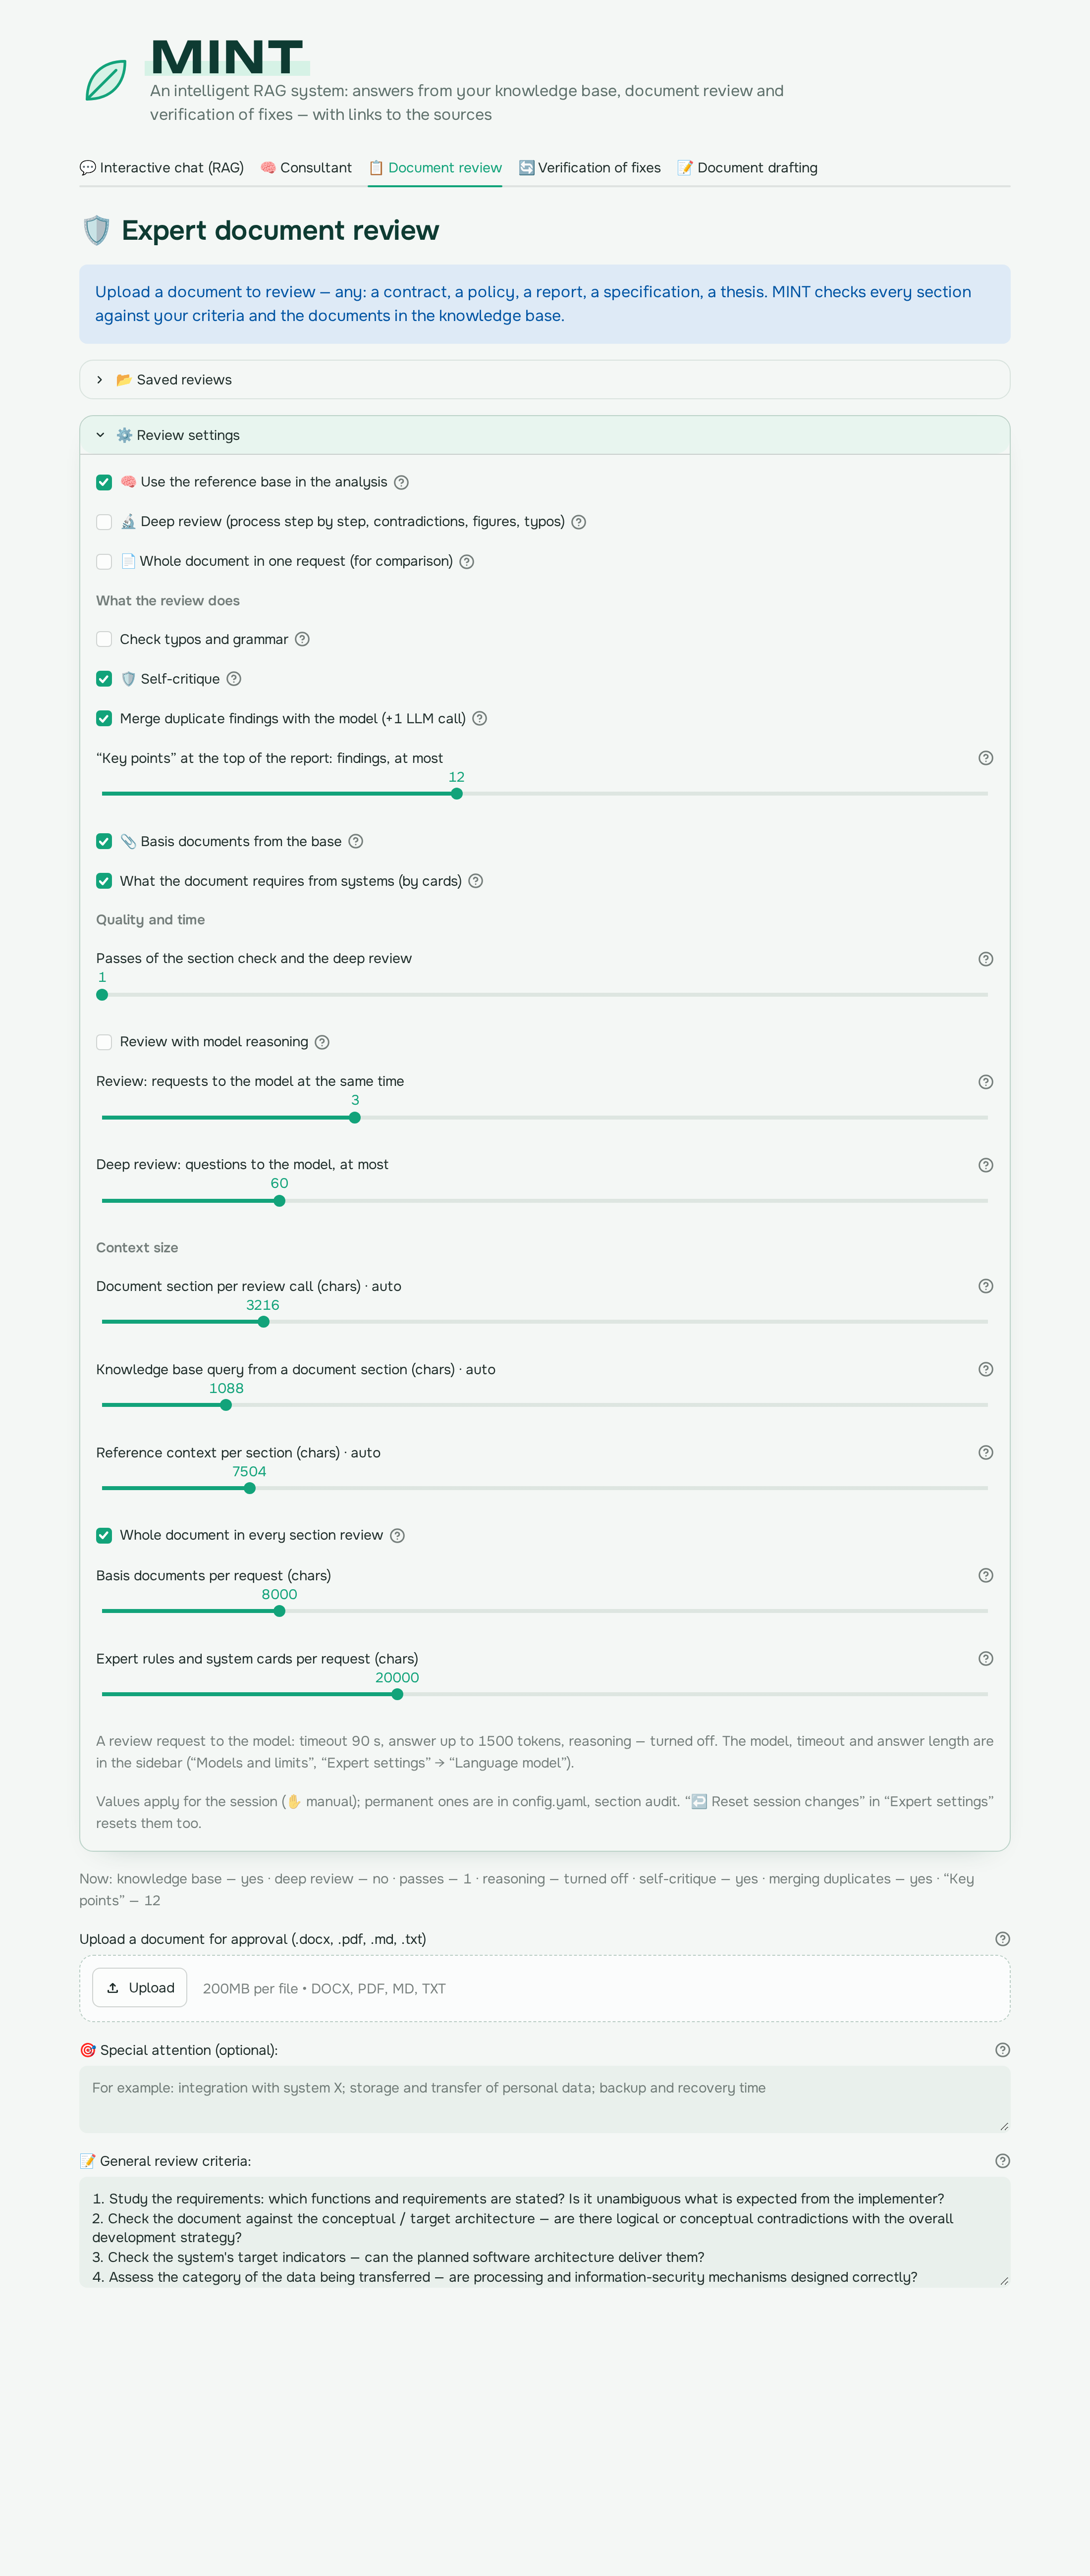 MINT
An intelligent RAG system: answers from your knowledge base, document review and
verification of fixes — with links to the sources
💬 Interactive chat (RAG) 🧠 Consultant 📋 Document review 🔄 Verification of fixes 📝 Document drafting
🛡️ Expert document review
Upload a document to review — any: a contract, a policy, a report, a specification, a thesis. MINT checks every section
against your criteria and the documents in the knowledge base.
📂 Saved reviews
⚙️ Review settings
🧠 Use the reference base in the analysis
🔬 Deep review (process step by step, contradictions, figures, typos)
📄 Whole document in one request (for comparison)
What the review does
Check typos and grammar
🛡️ Self-critique
Merge duplicate findings with the model (+1 LLM call)
“Key points” at the top of the report: findings, at most
12
📎 Basis documents from the base
What the document requires from systems (by cards)
Quality and time
Passes of the section check and the deep review
1
Review with model reasoning
Review: requests to the model at the same time
3
Deep review: questions to the model, at most
60
Context size
Document section per review call (chars) · auto
3216
Knowledge base query from a document section (chars) · auto
1088
Reference context per section (chars) · auto
7504
Whole document in every section review
Basis documents per request (chars)
8000
Expert rules and system cards per request (chars)
20000
A review request to the model: timeout 90 s, answer up to 1500 tokens, reasoning — turned off. The model, timeout and answer length are
in the sidebar (“Models and limits”, “Expert settings” → “Language model”).
Values apply for the session (✋ manual); permanent ones are in config.yaml, section audit. “↩️ Reset session changes” in “Expert settings”
resets them too.
Now: knowledge base — yes · deep review — no · passes — 1 · reasoning — turned off · self-critique — yes · merging duplicates — yes · “Key
points” — 12
Upload a document for approval (.docx, .pdf, .md, .txt)
Upload 200MB per file • DOCX, PDF, MD, TXT
🎯 Special attention (optional):
For example: integration with system X; storage and transfer of personal data; backup and recovery time
📝 General review criteria:
1. Study the requirements: which functions and requirements are stated? Is it unambiguous what is expected from the implementer?
2. Check the document against the conceptual / target architecture — are there logical or conceptual contradictions with the overall
development strategy?
3. Check the system's target indicators — can the planned software architecture deliver them?
4. Assess the category of the data being transferred — are processing and information-security mechanisms designed correctly?